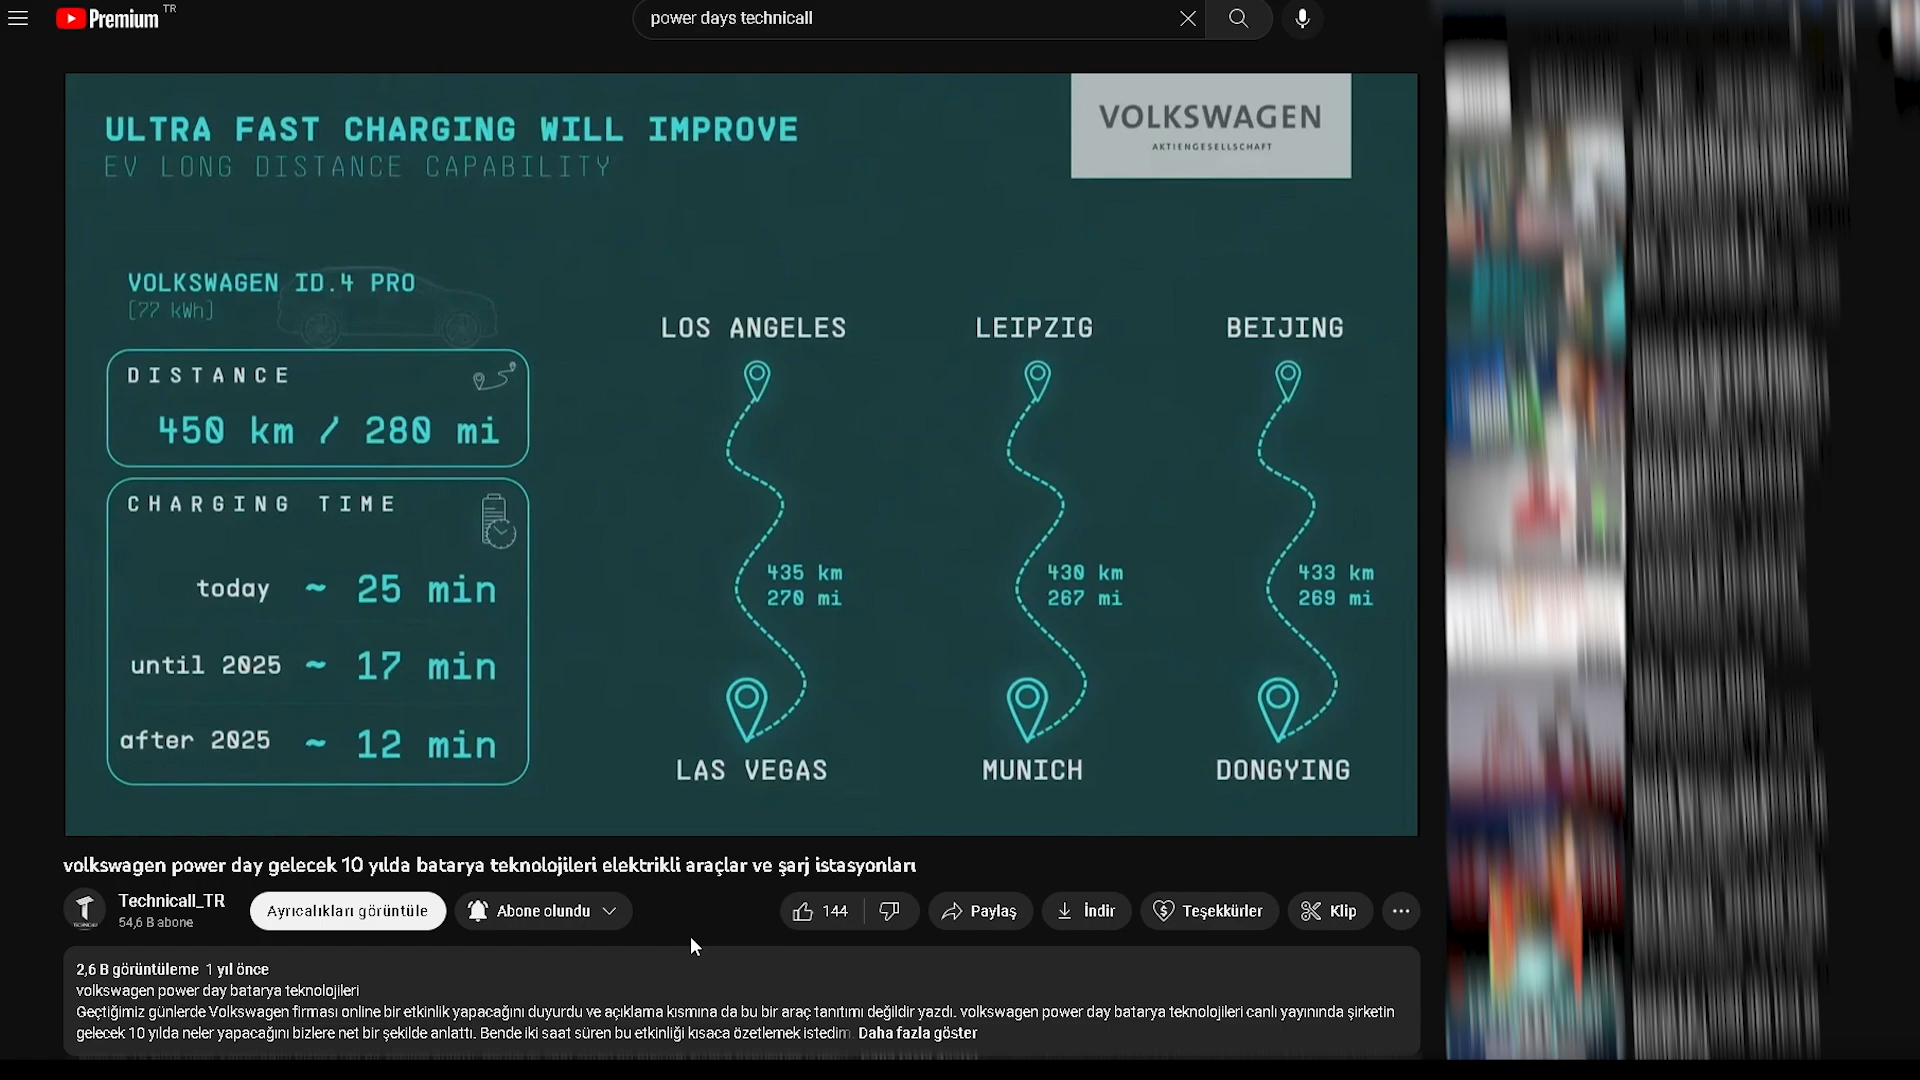 Premium TR
power days technicall
ULTRA FAST CHARGING WILL IMPROVE
EV LONG DISTANCE CAPABILITY
VOLKSWAGEN
AKTIENGESELLSCHAFT
VOLKSWAGEN ID.4 PRO
[77 kWh]
DISTANCE
450 km / 280 mi
CHARGING TIME
today ~ 25 min
until 2025 ~ 17 min
after 2025 ~ 12 min
LOS ANGELES
435 km
270 mi
LAS VEGAS
LEIPZIG
430 km
267 mi
MUNICH
BEIJING
433 km
269 mi
DONGYING
volkswagen power day gelecek 10 yılda batarya teknolojileri elektrikli araçlar ve şarj istasyonları
Technicall_TR
54,6 B abone
Ayrıcalıkları görüntüle
Abone olundu
144
Paylaş
İndir
Teşekkürler
Klip
2,6 B görüntüleme 1 yıl önce
volkswagen power day batarya teknolojileri
Geçtiğimiz günlerde Volkswagen firması online bir etkinlik yapacağını duyurdu ve açıklama kısmına da bu bir araç tanıtımı değildir yazdı. volkswagen power day batarya teknolojileri canlı yayınında şirketin
gelecek 10 yılda neler yapacağını bizlere net bir şekilde anlattı. Bende iki saat süren bu etkinliği kısaca özetlemek istedim Daha fazla göster